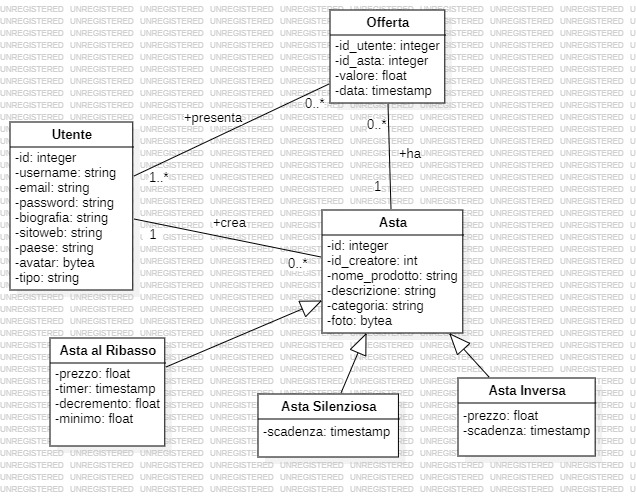 Offerta
-id_utente: integer
-id_asta: integer
-valore: float
-data: timestamp
0..*
+presenta
1..*
Utente
-id: integer
-username: string
-email: string
-password: string
-biografia: string
-sitoweb: string
-paese: string
-avatar: bytea
-tipo: string
0..*
+ha
1
+crea
1
0..*
Asta
-id: integer
-id_creatore: int
-nome_prodotto: string
-descrizione: string
-categoria: string
-foto: bytea
Asta al Ribasso
-prezzo: float
-timer: timestamp
-decremento: float
-minimo: float
Asta Silenziosa
-scadenza: timestamp
Asta Inversa
-prezzo: float
-scadenza: timestamp
UNREGISTERED